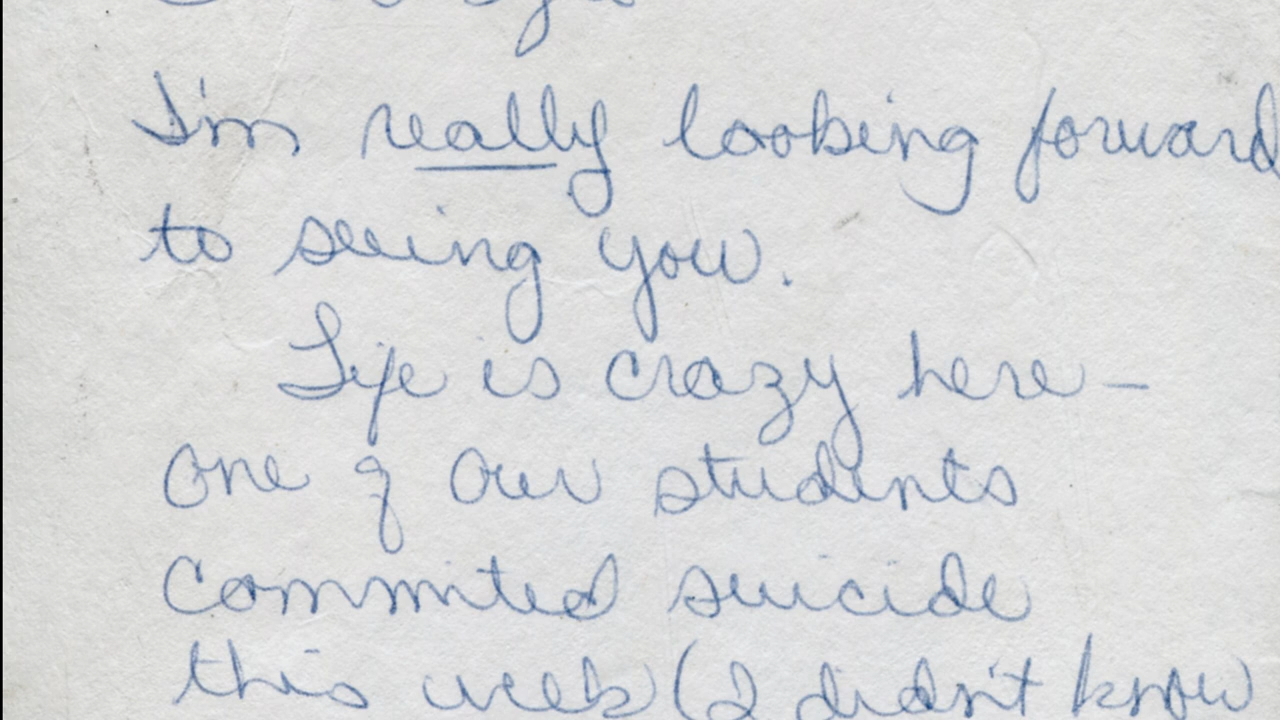 I'm really looking forward
to seeing you.
Life is crazy here –
one of our students
commited suicide
this week (I didn't know